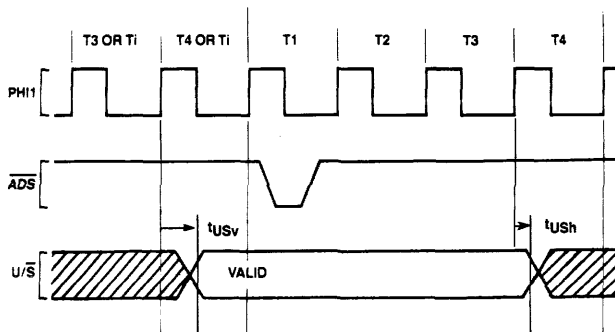 T3 OR Ti T4 OR Ti T1 T2 T3 T4
PHI1
ADS
tUSv tUSh
U/S VALID